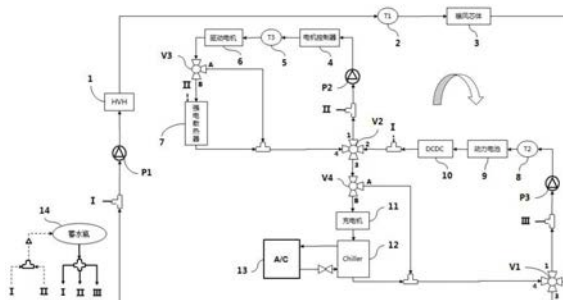 T1
暖风芯体
2
3
驱动电机
T3
电机控制器
V3
A
6
5
4
B
P2
1
HVH
II
强电散热器
7
II
V2
1
I
4
2
3
DCDC
动力电池
T2
10
9
8
P1
V4
A
B
P3
I
充电机
11
III
14
蓄水瓶
A/C
Chiller
12
13
V1
1
4
3
I
II
I
II
III